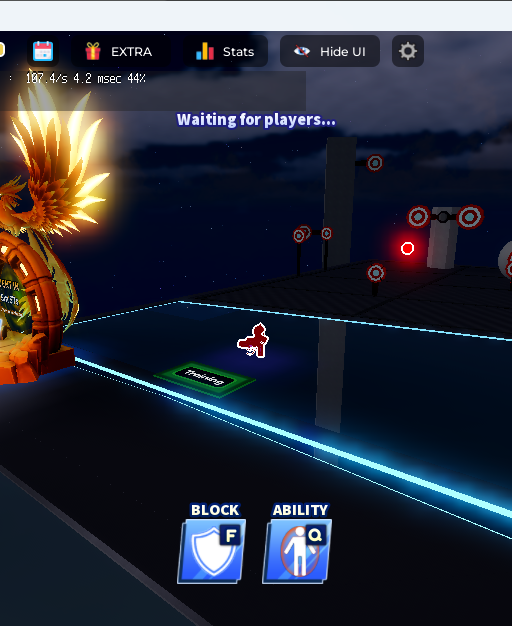 EXTRA
Stats
Hide UI
: 107.4/s 4.2 msec 44%
Waiting for players...
Training
BLOCK
ABILITY
F
Q